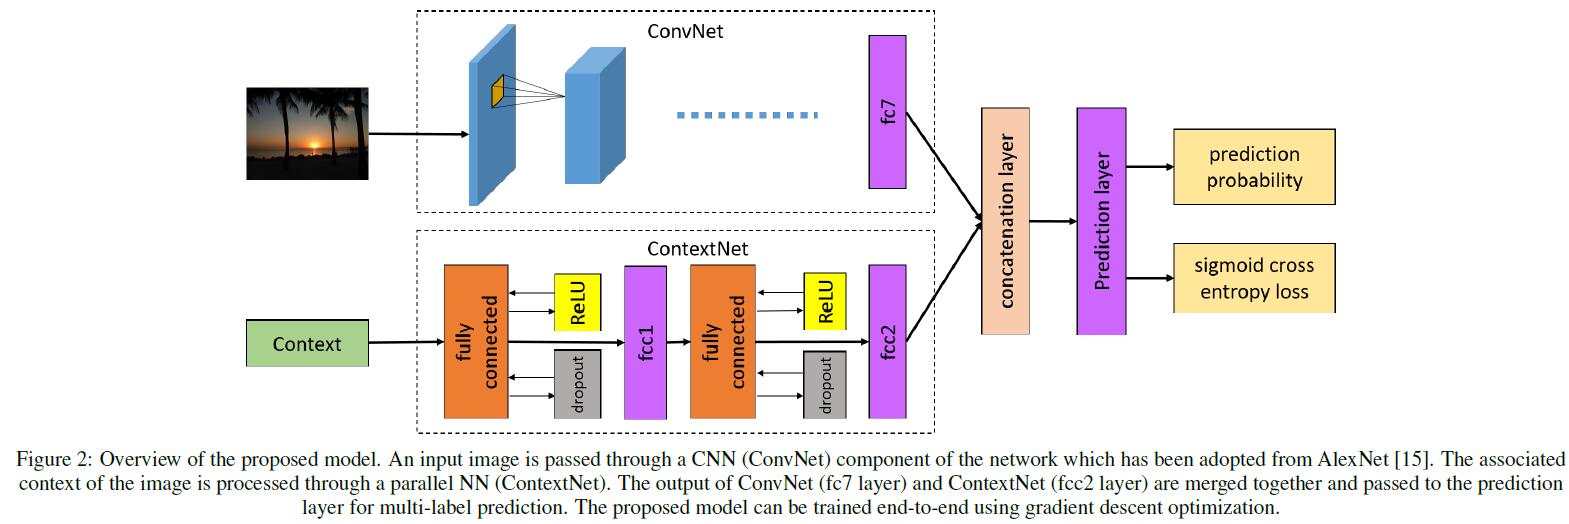 ConvNet
fc7
ContextNet
Context
fully
connected
ReLU
dropout
fcc1
fully
connected
ReLU
dropout
fcc2
concatenation layer
Prediction layer
prediction
probability
sigmoid cross
entropy loss
Figure 2: Overview of the proposed model. An input image is passed through a CNN (ConvNet) component of the network which has been adopted from AlexNet [15]. The associated
context of the image is processed through a parallel NN (ContextNet). The output of ConvNet (fc7 layer) and ContextNet (fcc2 layer) are merged together and passed to the prediction
layer for multi-label prediction. The proposed model can be trained end-to-end using gradient descent optimization.